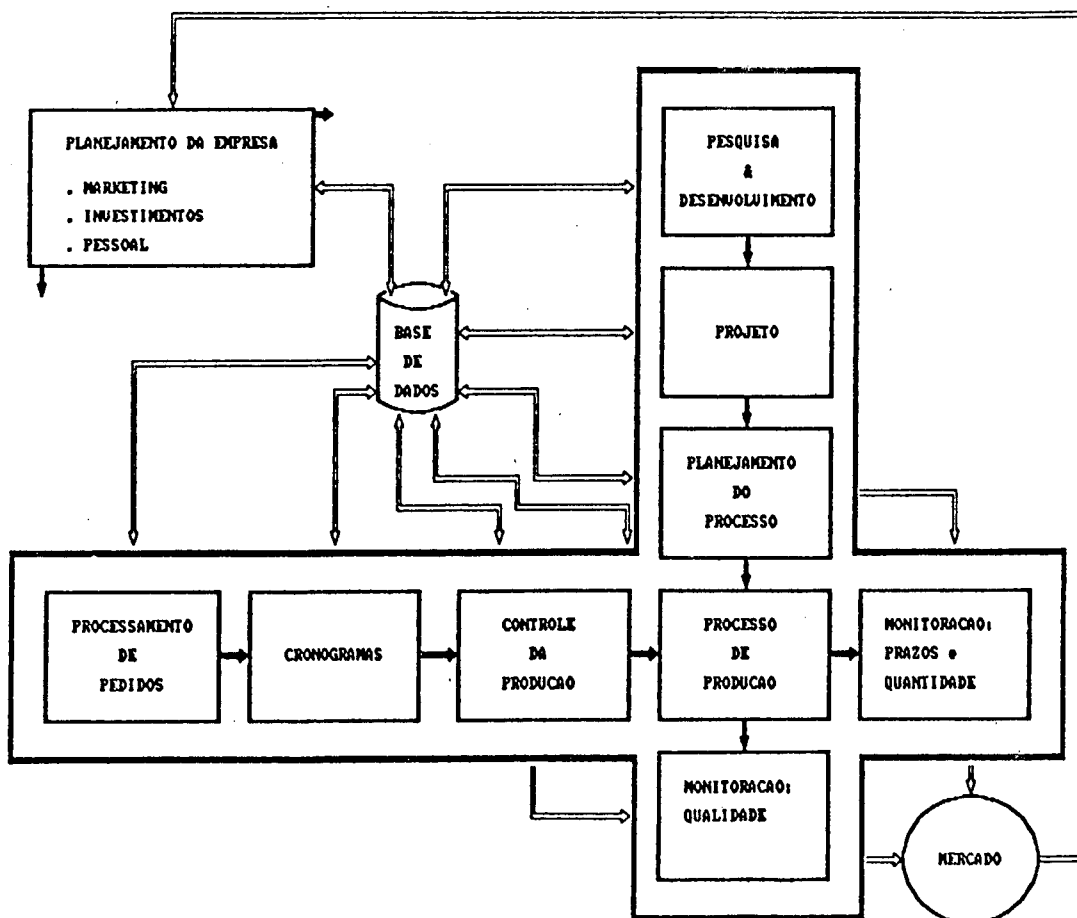 PLANEJAMENTO DA EMPRESA
. MARKETING
. INVESTIMENTOS
. PESSOAL
PESQUISA
&
DESENVOLVIMENTO
BASE
DE
DADOS
PROJETO
PLANEJAMENTO
DO
PROCESSO
PROCESSAMENTO
DE
PEDIDOS
CRONOGRAMAS
CONTROLE
DA
PRODUCAO
PROCESSO
DE
PRODUCAO
MONITORACAO:
PRAZOS e
QUANTIDADE
MONITORACAO:
QUALIDADE
MERCADO